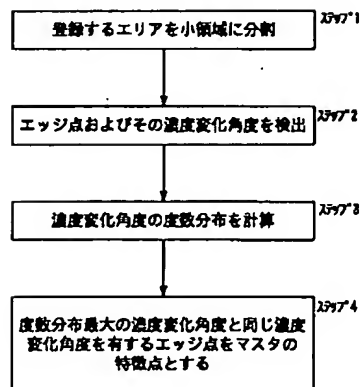 登録するエリアを小領域に分割
ステップ1
エッジ点およびその濃度変化角度を検出
ステップ2
濃度変化角度の度数分布を計算
ステップ3
度数分布最大の濃度変化角度と同じ濃度
変化角度を有するエッジ点をマスタの
特徴点とする
ステップ4